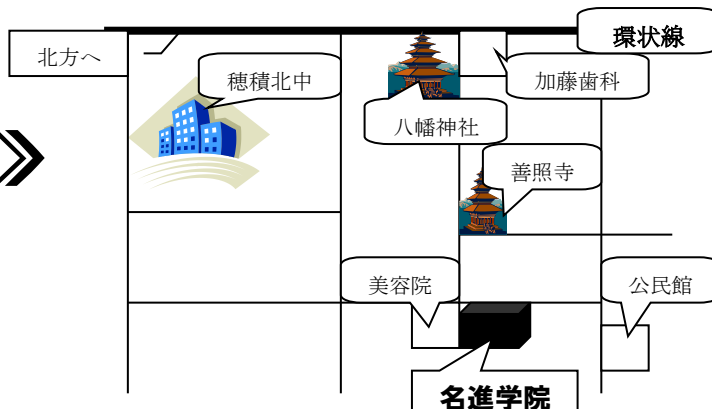 環状線
北方へ
穂積北中
加藤歯科
八幡神社
善照寺
美容院
公民館
名進学院